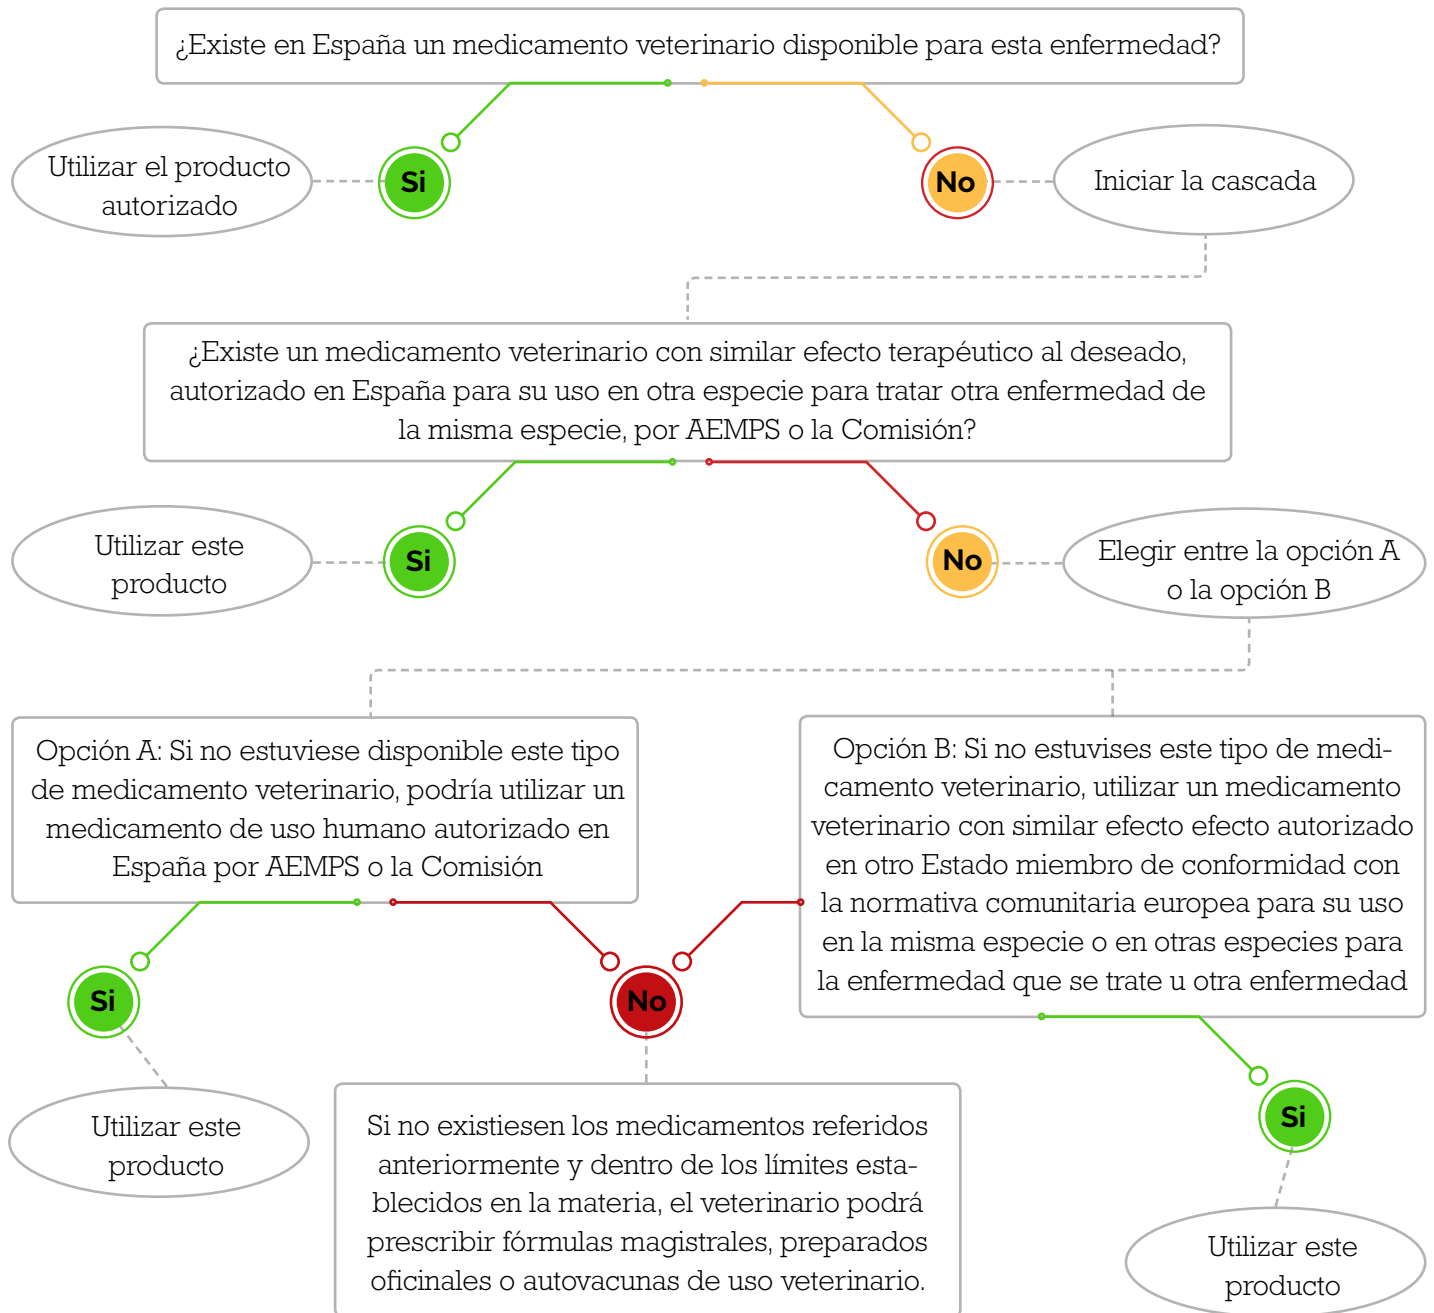 ¿Existe en España un medicamento veterinario disponible para esta enfermedad?
Utilizar el producto
autorizado
Si
No
Iniciar la cascada
¿Existe un medicamento veterinario con similar efecto terapéutico al deseado,
autorizado en España para su uso en otra especie para tratar otra enfermedad de
la misma especie, por AEMPS o la Comisión?
Utilizar este
producto
Si
No
Elegir entre la opción A
o la opción B
Opción A: Si no estuviese disponible este tipo
de medicamento veterinario, podría utilizar un
medicamento de uso humano autorizado en
España por AEMPS o la Comisión
Opción B: Si no estuvises este tipo de medi-
camento veterinario, utilizar un medicamento
veterinario con similar efecto efecto autorizado
en otro Estado miembro de conformidad con
la normativa comunitaria europea para su uso
en la misma especie o en otras especies para
la enfermedad que se trate u otra enfermedad
Si
No
Si
Utilizar este
producto
Si no existiesen los medicamentos referidos
anteriormente y dentro de los límites esta-
blecidos en la materia, el veterinario podrá
prescribir fórmulas magistrales, preparados
oficinales o autovacunas de uso veterinario.
Utilizar este
producto